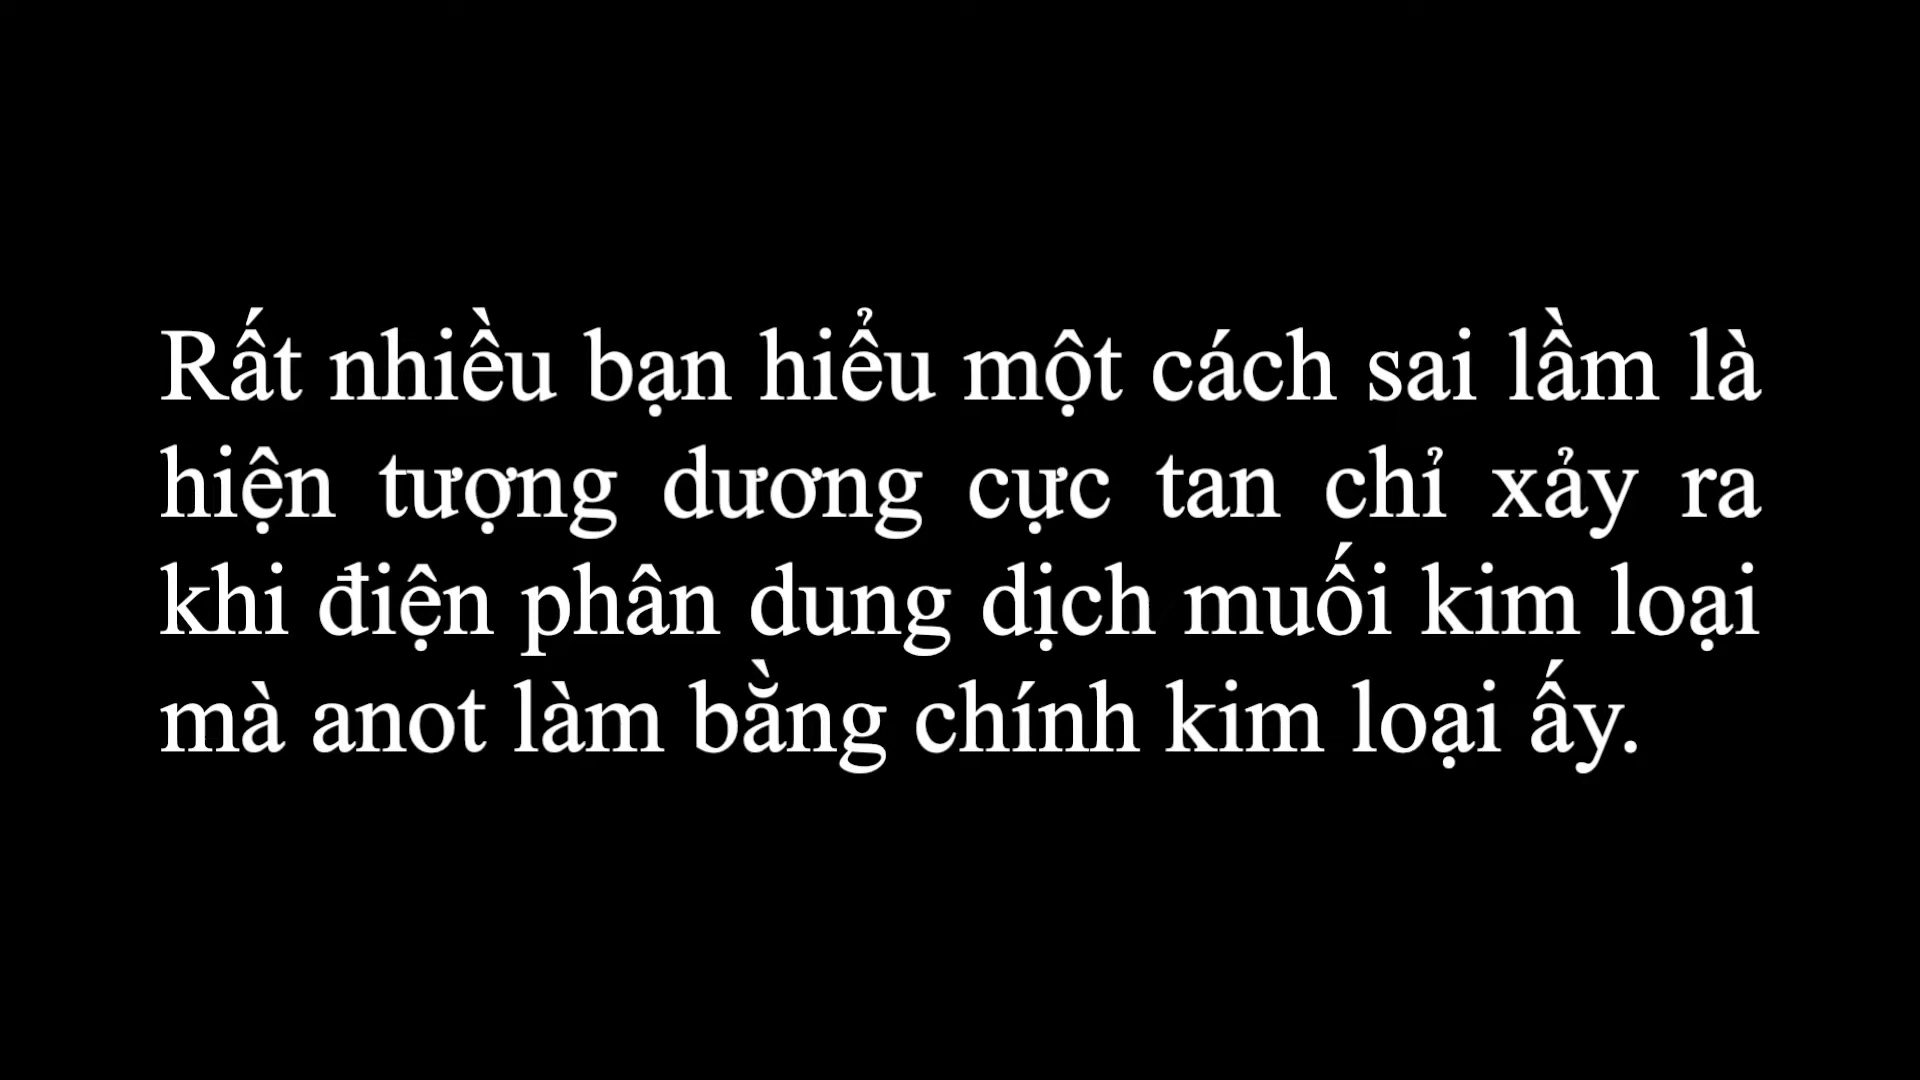 Rất nhiều bạn hiểu một cách sai lầm là
hiện tượng dương cực tan chỉ xảy ra
khi điện phân dung dịch muối kim loại
mà anot làm bằng chính kim loại ấy.